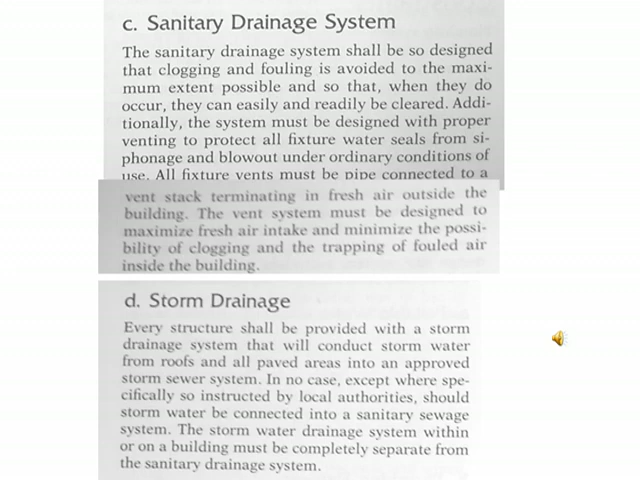 c. Sanitary Drainage System
The sanitary drainage system shall be so designed
that clogging and fouling is avoided to the maxi-
mum extent possible and so that, when they do
occur, they can easily and readily be cleared. Addi-
tionally, the system must be designed with proper
venting to protect all fixture water seals from si-
phonage and blowout under ordinary conditions of
use. All fixture vents must be pipe connected to a
vent stack terminating in fresh air outside the
building. The vent system must be designed to
maximize fresh air intake and minimize the possi-
bility of clogging and the trapping of fouled air
inside the building.
d. Storm Drainage
Every structure shall be provided with a storm
drainage system that will conduct storm water
from roofs and all paved areas into an approved
storm sewer system. In no case, except where spe-
cifically so instructed by local authorities, should
storm water be connected into a sanitary sewage
system. The storm water drainage system within
or on a building must be completely separate from
the sanitary drainage system.